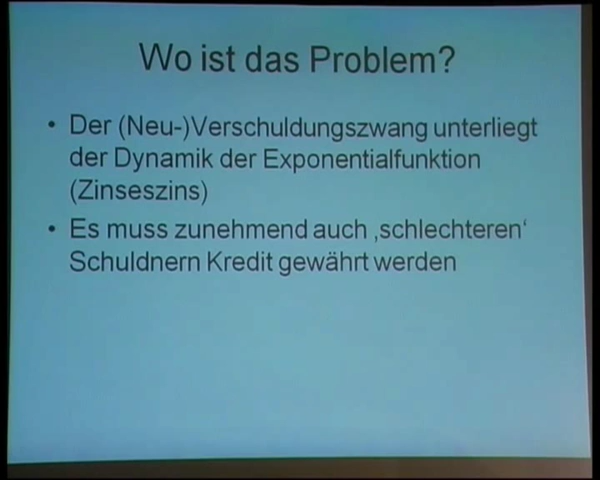 Wo ist das Problem?
• Der (Neu-)Verschuldungszwang unterliegt
der Dynamik der Exponentialfunktion
(Zinseszins)
• Es muss zunehmend auch ‚schlechteren‘
Schuldnern Kredit gewährt werden